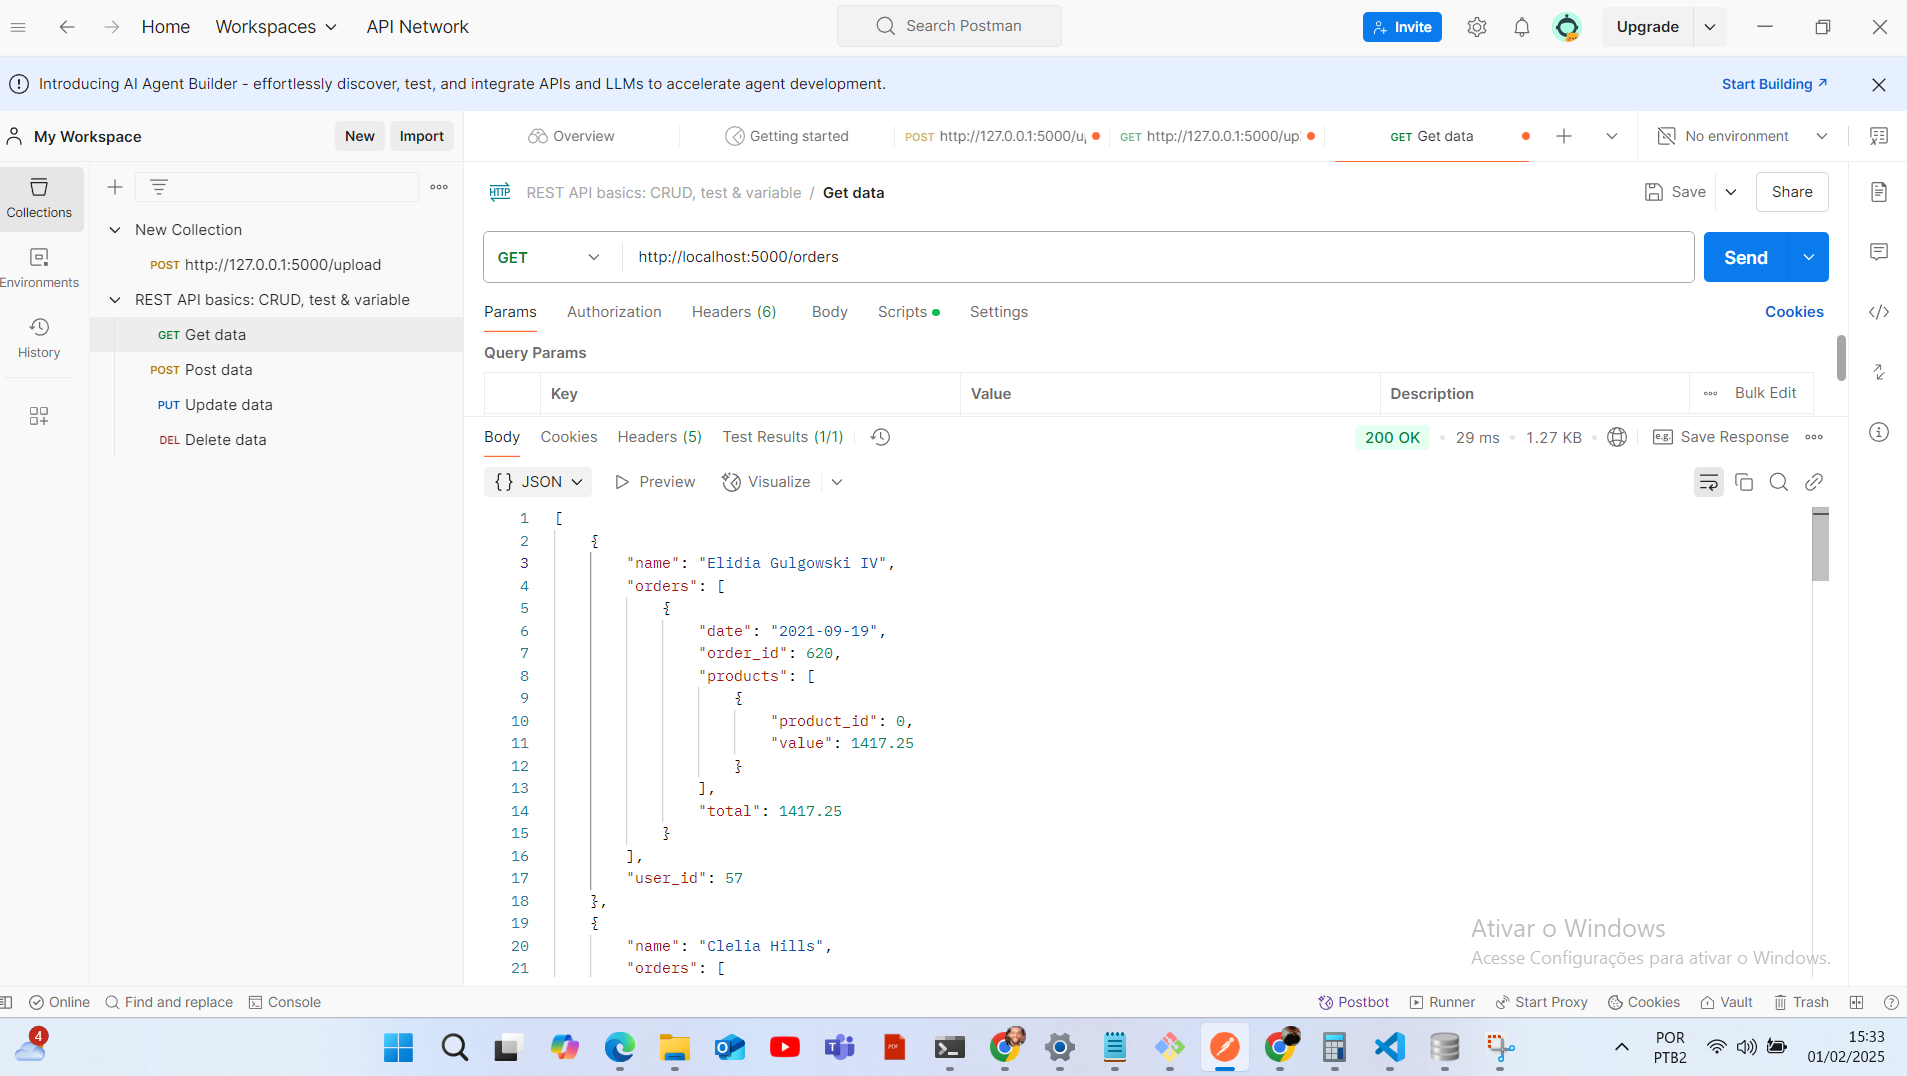 Home
Workspaces
API Network
Search Postman
Invite
Upgrade
Introducing AI Agent Builder - effortlessly discover, test, and integrate APIs and LLMs to accelerate agent development.
Start Building
My Workspace
New
Import
Overview
Getting started
POST http://127.0.0.1:5000/u
GET http://127.0.0.1:5000/up
GET Get data
No environment
Collections
Environments
History
New Collection
POST http://127.0.0.1:5000/upload
REST API basics: CRUD, test & variable
GET Get data
POST Post data
PUT Update data
DEL Delete data
HTTP REST API basics: CRUD, test & variable / Get data
Save
Share
GET
http://localhost:5000/orders
Send
Params
Authorization
Headers (6)
Body
Scripts
Settings
Cookies
Query Params
Key
Value
Description
Bulk Edit
Body
Cookies
Headers (5)
Test Results (1/1)
200 OK
29 ms
1.27 KB
e.g. Save Response
{} JSON
Preview
Visualize
1 [
2 {
3 "name": "Elidia Gulgowski IV",
4 "orders": [
5 {
6 "date": "2021-09-19",
7 "order_id": 620,
8 "products": [
9 {
10 "product_id": 0,
11 "value": 1417.25
12 }
13 ],
14 "total": 1417.25
15 }
16 ],
17 "user_id": 57
18 },
19 {
20 "name": "Clelia Hills",
21 "orders": [
Ativar o Windows
Acesse Configurações para ativar o Windows.
Online
Find and replace
Console
Postbot
Runner
Start Proxy
Cookies
Vault
Trash
4
PDF
POR
PTB2
15:33
01/02/2025